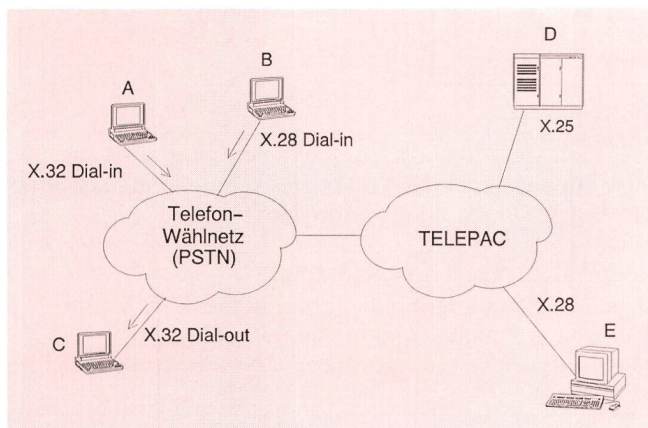 D
B
A
X.25
X.28 Dial-in
X.32 Dial-in
Telefon–
Wählnetz
(PSTN)
TELEPAC
X.28
E
X.32 Dial-out
C